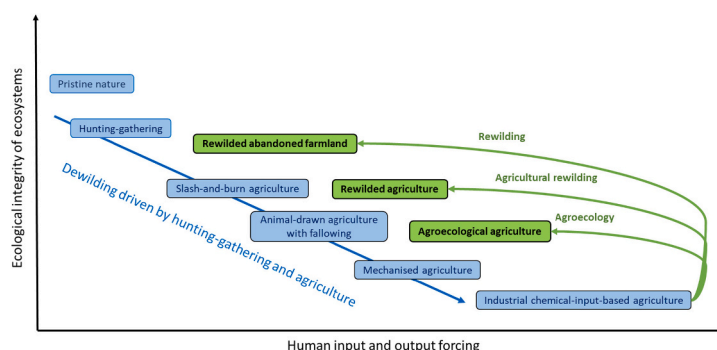 Ecological integrity of ecosystems
Pristine nature
Hunting-gathering
Rewilded abandoned farmland
Rewilding
Agricultural rewilding
Slash-and-burn agriculture
Rewilded agriculture
Dewilding driven by hunting-gathering and agriculture
Animal-drawn agriculture
with fallowing
Agroecological agriculture
Agroecology
Mechanised agriculture
Industrial chemical-input-based agriculture
Human input and output forcing